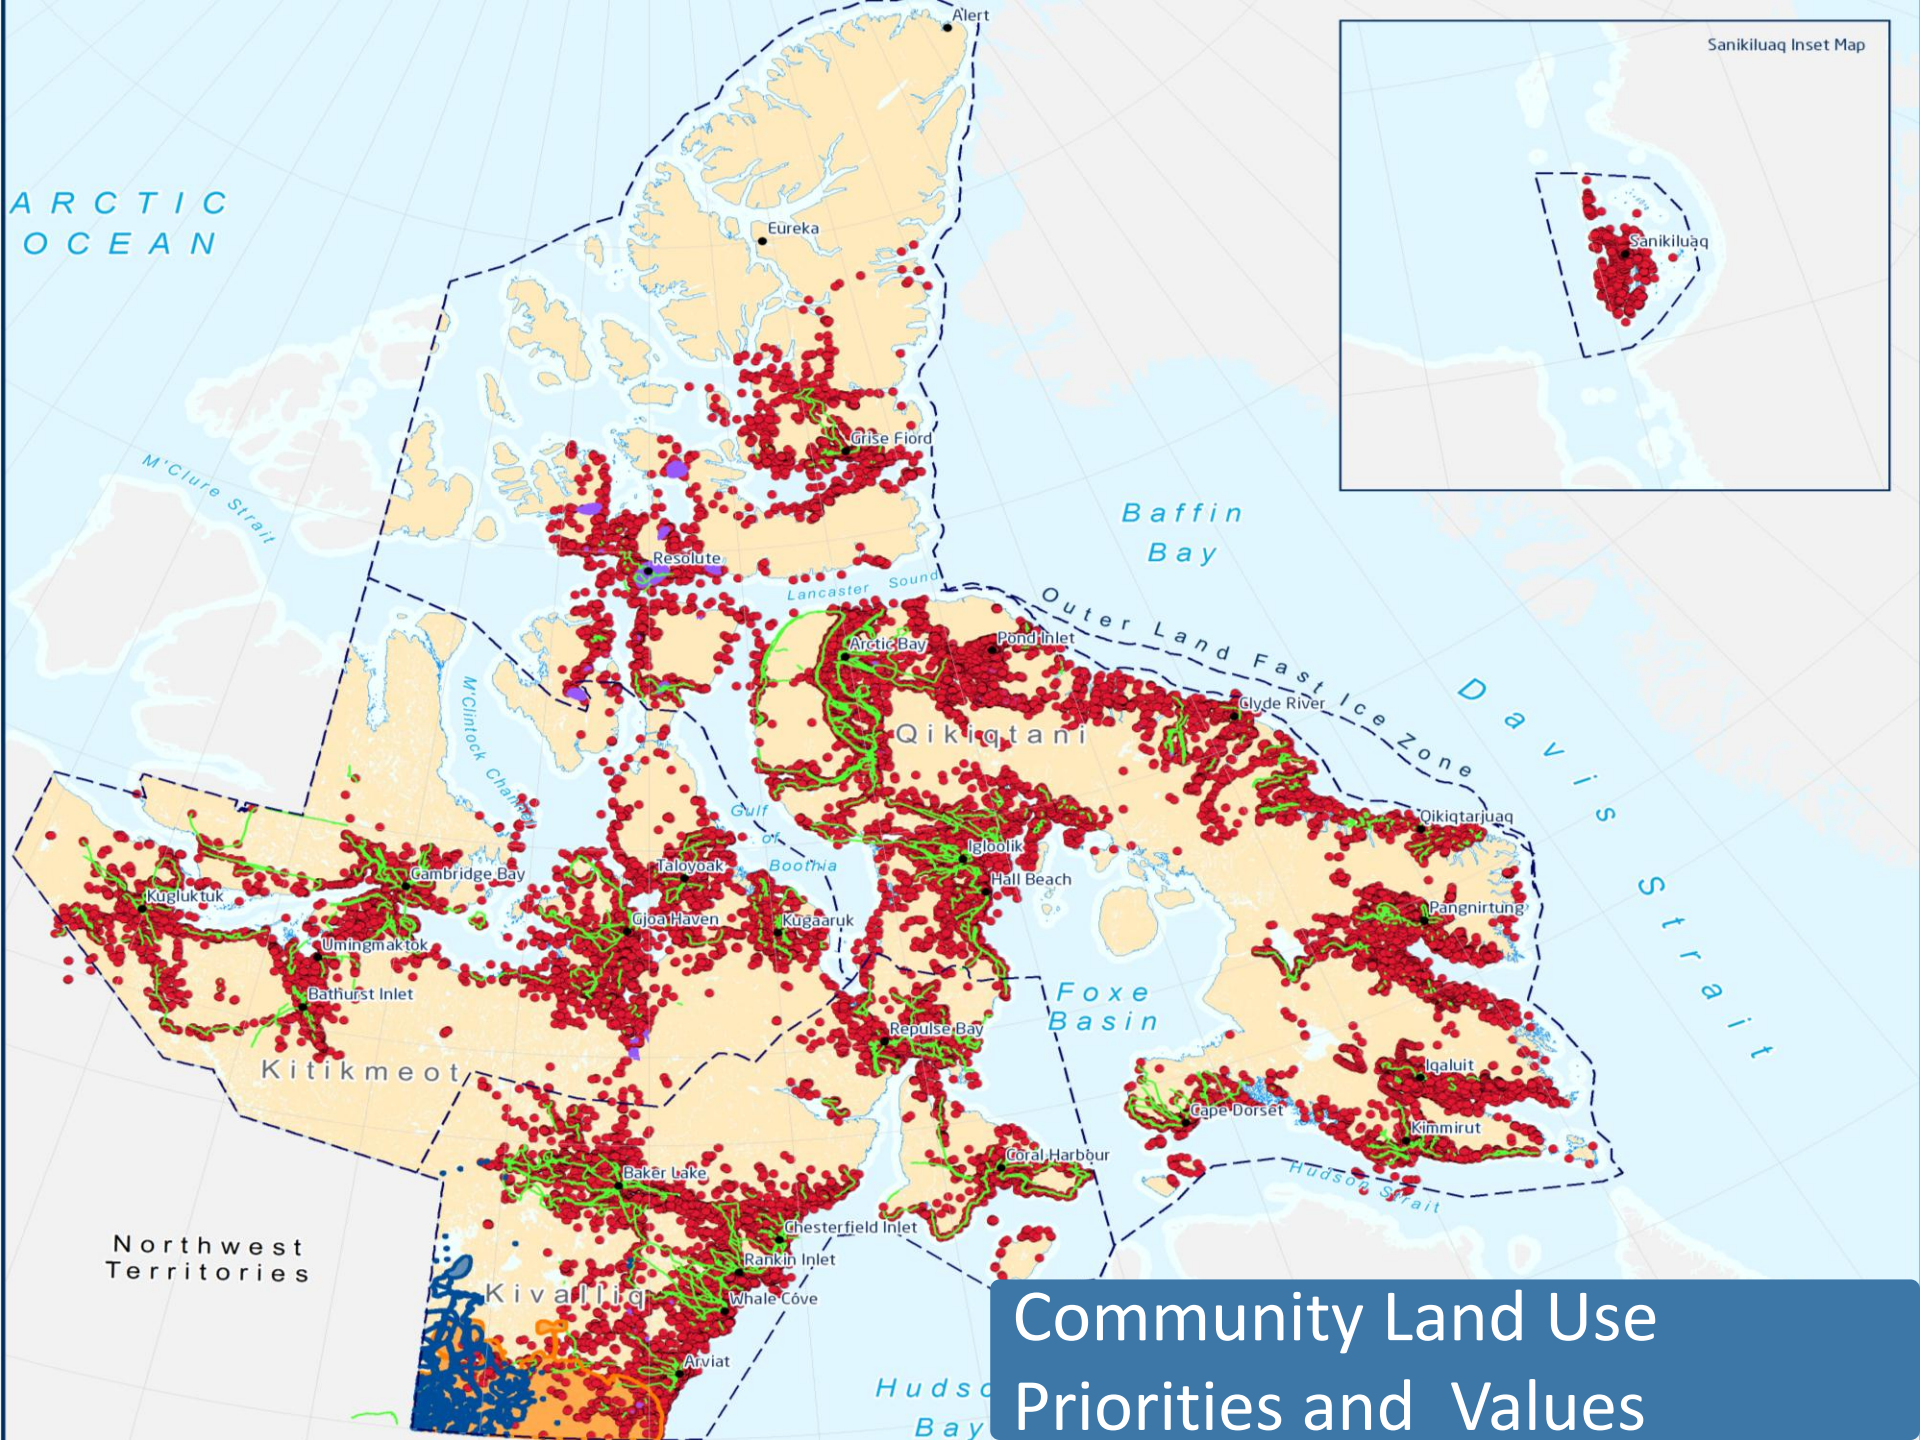 Alert
Sanikiluaq Inset Map
ARCTIC
OCEAN
Eureka
Sanikiluaq
Grise Fiord
M'Clure Strait
Baffin
Bay
Resolute
Lancaster Sound
Outer Land Fast Ice Zone
Arctic Bay
Pond Inlet
M'Clintock Channel
Clyde River
Davis Strait
Qikiqtani
Gulf
of
Boothia
Qikiqtarjuaq
Igloolik
Taloyoak
Cambridge Bay
Hall Beach
Kugluktuk
Pangnirtung
Gjoa Haven
Kugaaruk
Umingmaktok
Bathurst Inlet
Foxe
Basin
Repulse Bay
Kitikmeot
Iqaluit
Cape Dorset
Kimmirut
Coral Harbour
Baker Lake
Hudson Strait
Chesterfield Inlet
Northwest
Territories
Rankin Inlet
Kivalliq
Whale Cove
Arviat
Hudso
Bay
Community Land Use
Priorities and  Values